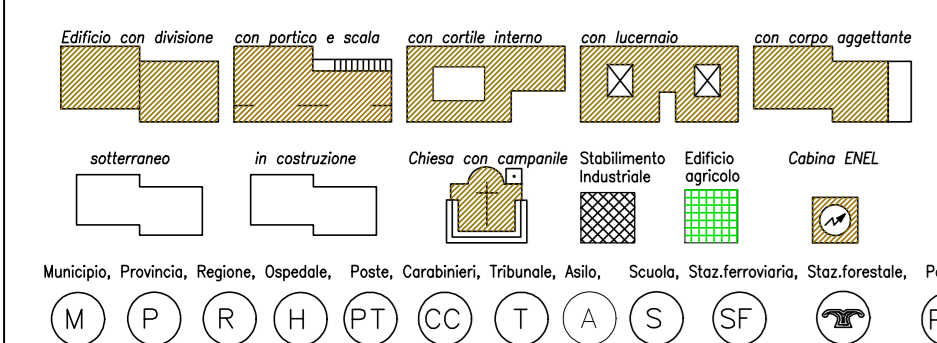 Edificio con divisione con portico e scala con cortile interno con lucernaio con corpo aggettante
sotterraneo in costruzione Chiesa con campanile Stabilimento Industriale Edificio agricolo Cabina ENEL
Municipio, Provincia, Regione, Ospedale, Poste, Carabinieri, Tribunale, Asilo, Scuola, Staz.ferroviaria, Staz.forestale,
M P R H PT CC T A S SF